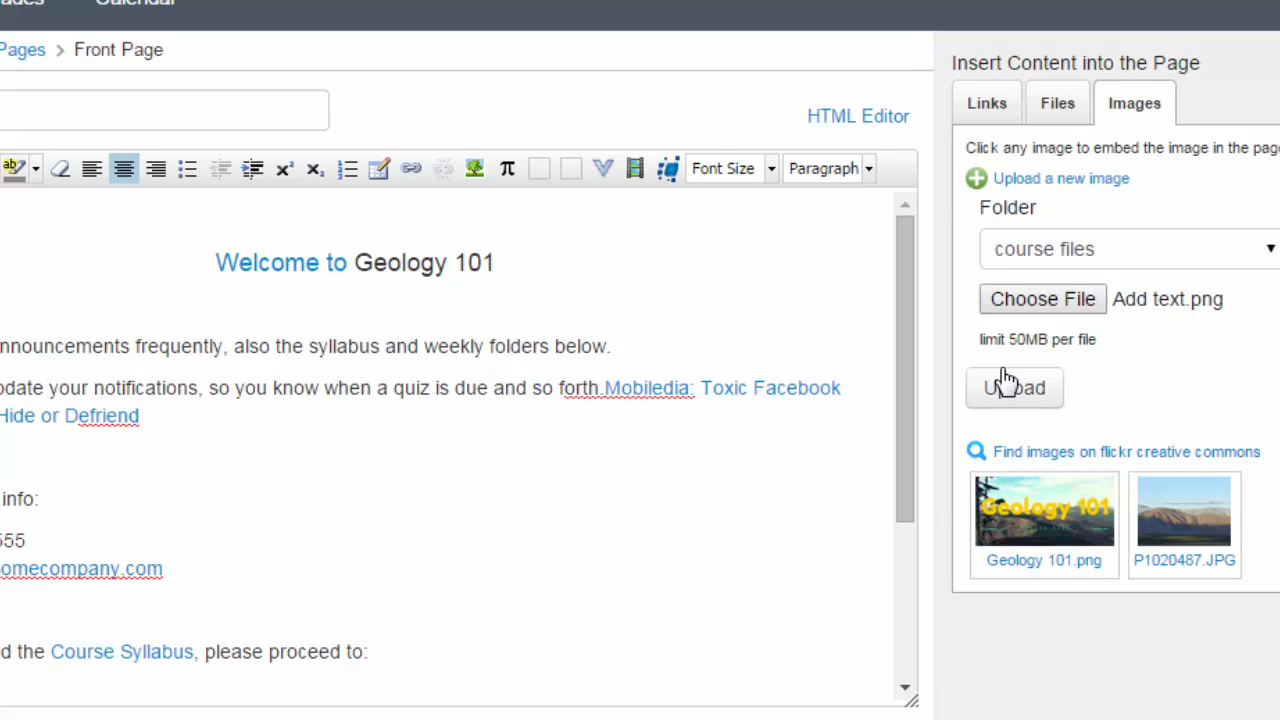 Calendar
Pages > Front Page
HTML Editor
Font Size
Paragraph
Welcome to Geology 101
nnouncements frequently, also the syllabus and weekly folders below.
date your notifications, so you know when a quiz is due and so forth Mobiledia: Toxic Facebook
Hide or Defriend
info:
555
omecompany.com
d the Course Syllabus, please proceed to:
Insert Content into the Page
Links
Files
Images
Click any image to embed the image in the page
Upload a new image
Folder
course files
Choose File Add text.png
limit 50MB per file
Upload
Find images on flickr creative commons
Geology 101
Geology 101.png
P1020487.JPG